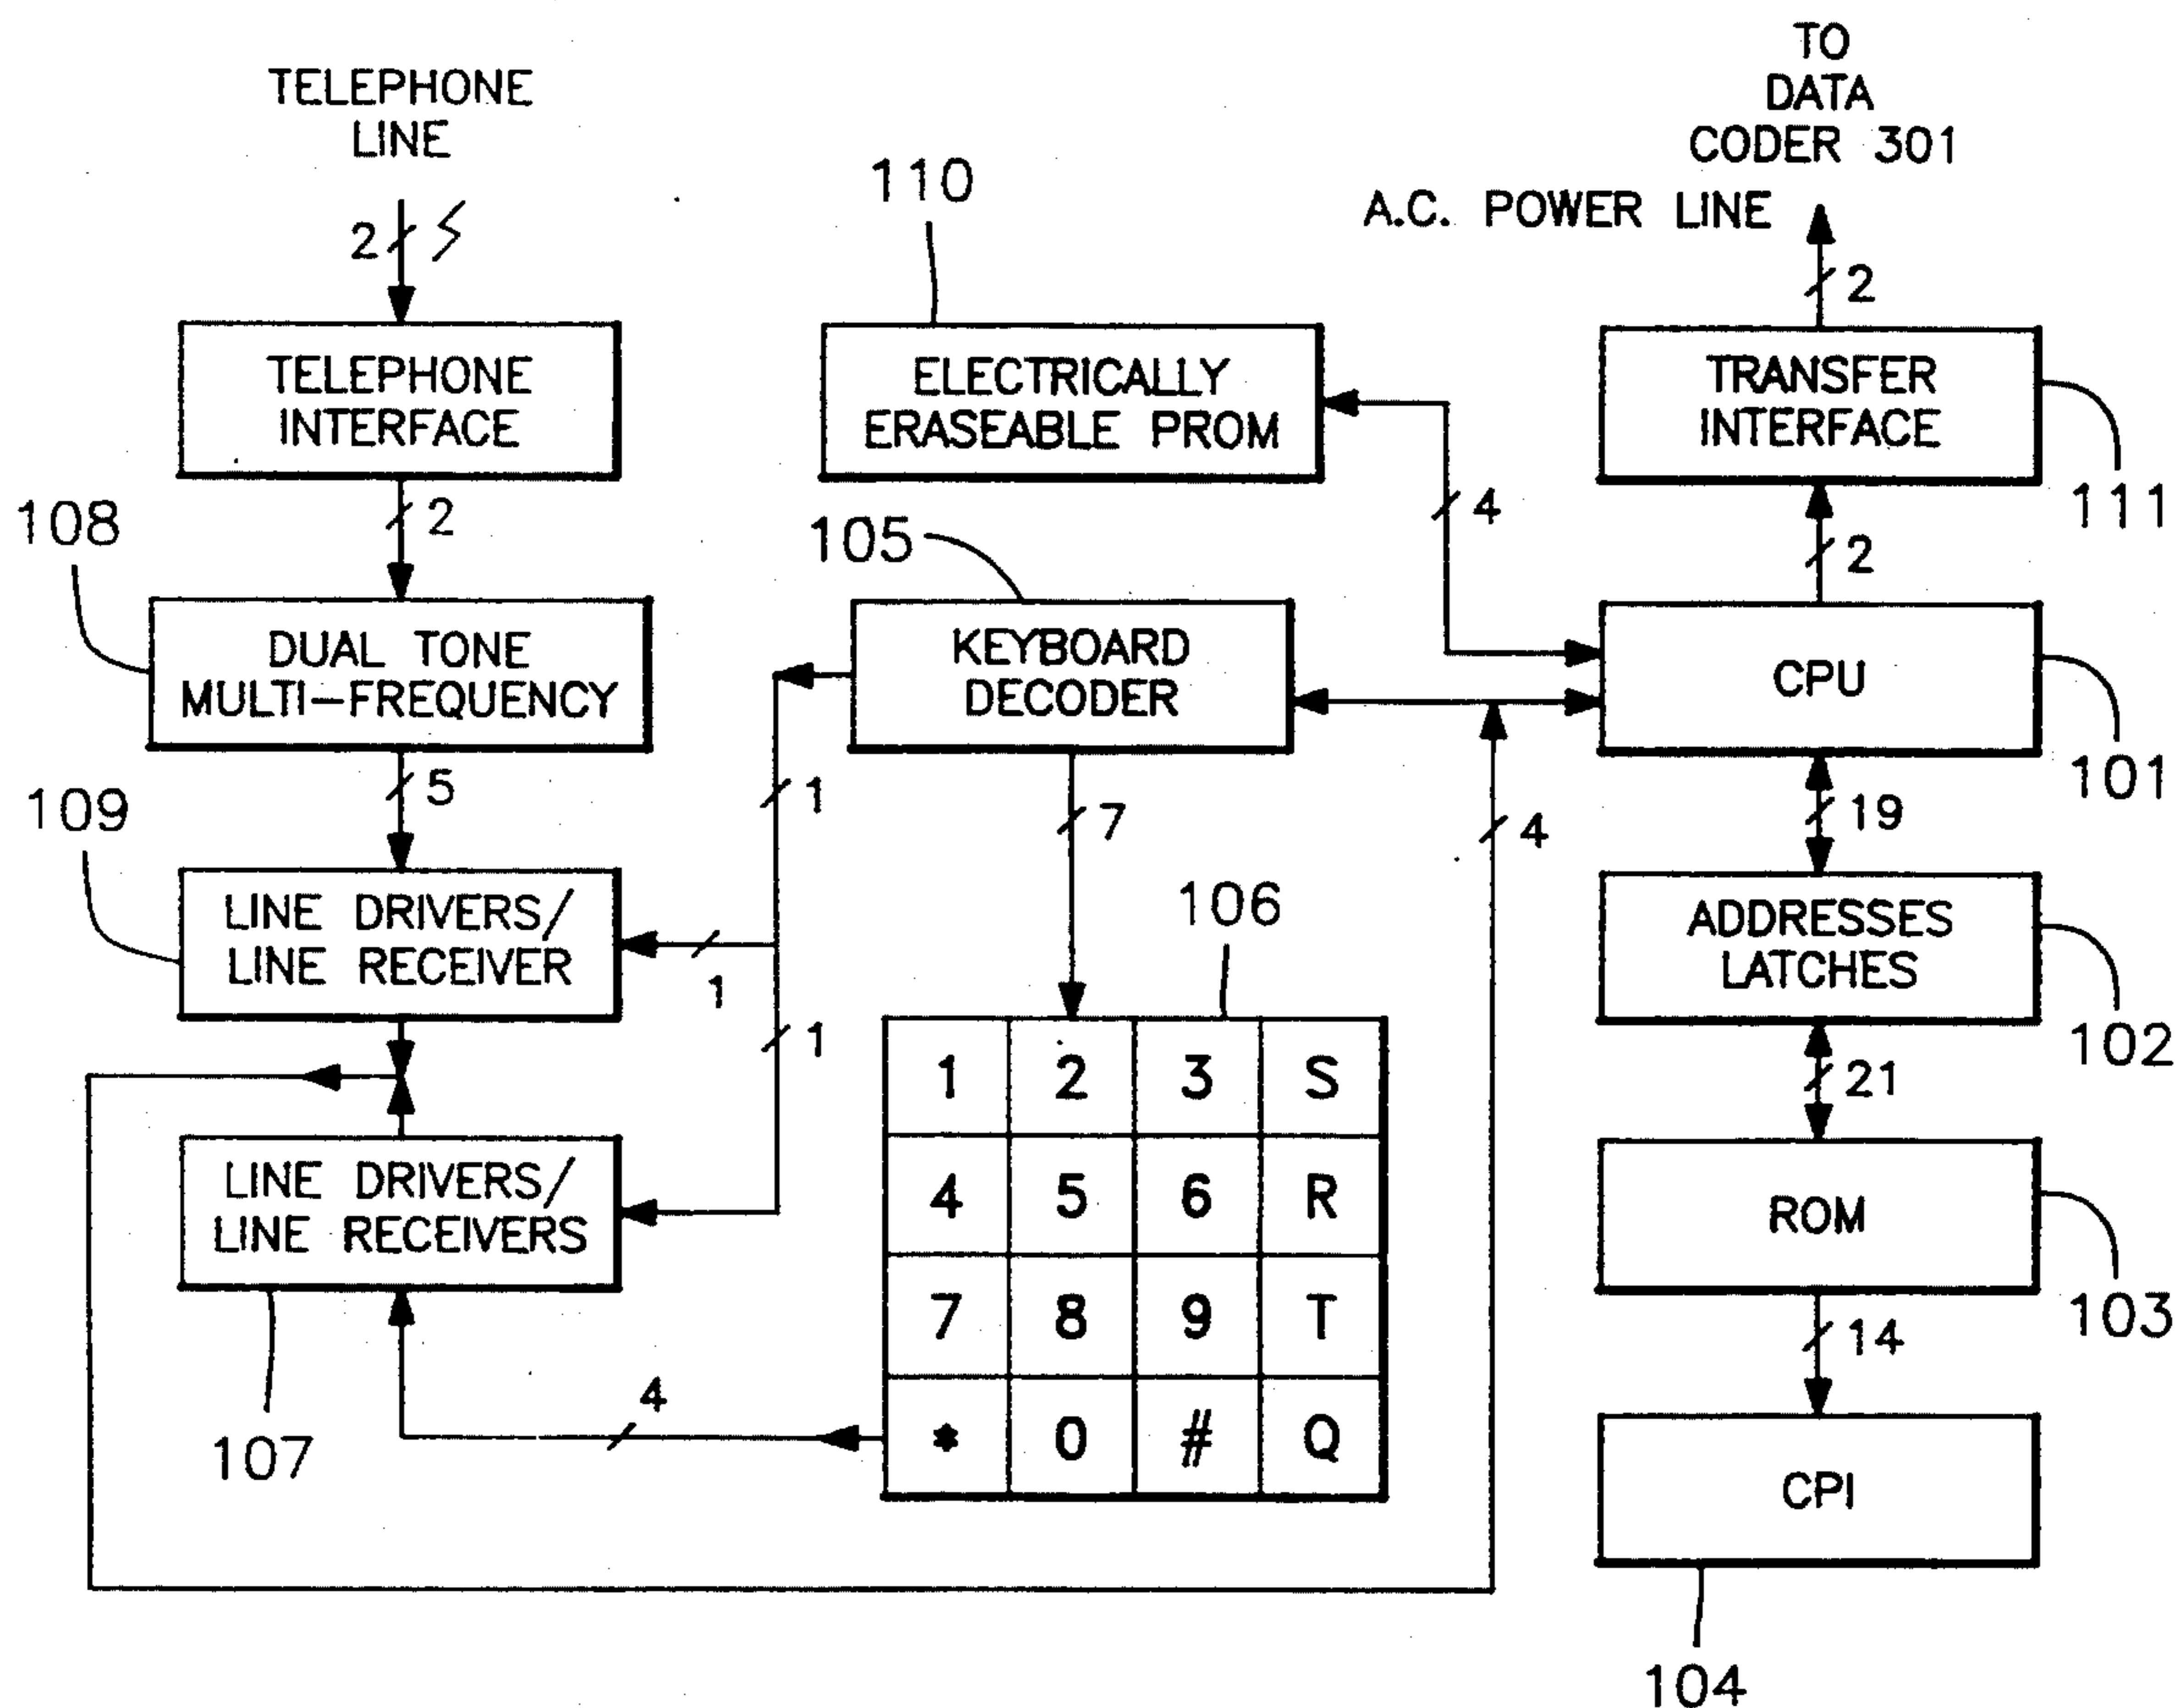 TELEPHONE
LINE
2
TELEPHONE
INTERFACE
2
108
DUAL TONE
MULTI-FREQUENCY
5
109
LINE DRIVERS/
LINE RECEIVER
LINE DRIVERS/
LINE RECEIVERS
107
110
ELECTRICALLY
ERASEABLE PROM
4
105
KEYBOARD
DECODER
1
1
1
7
4
106
1 2 3 S
4 5 6 R
7 8 9 T
* 0 # Q
4
TO
DATA
CODER 301
A.C. POWER LINE
2
TRANSFER
INTERFACE
111
2
CPU
101
19
ADDRESSES
LATCHES
102
21
ROM
103
14
CPI
104